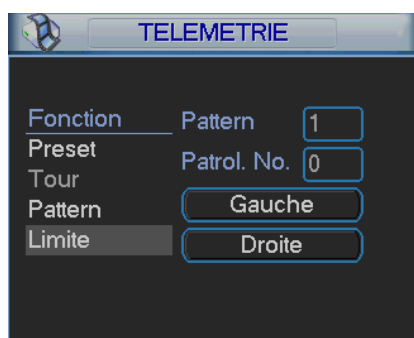 TELEMETRIE
Fonction
Preset
Tour
Pattern
Limite
Pattern 1
Patrol. No. 0
Gauche
Droite